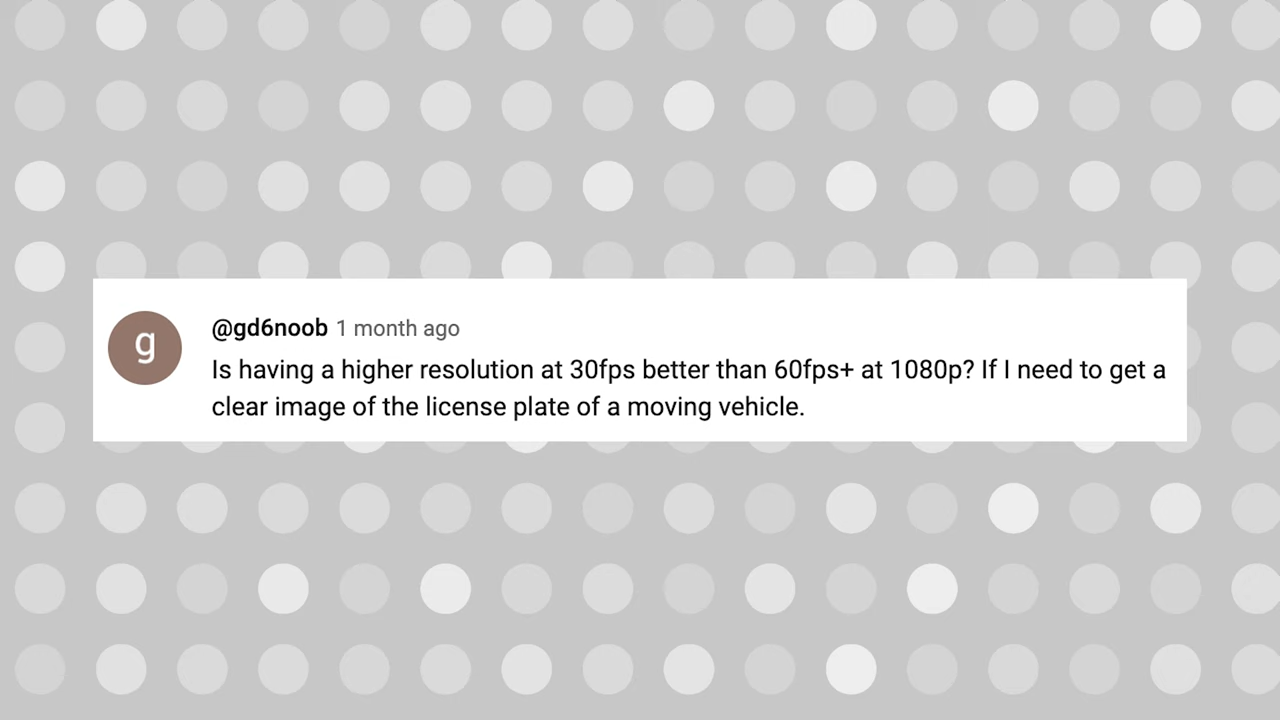 g
@gd6noob 1 month ago
Is having a higher resolution at 30fps better than 60fps+ at 1080p? If I need to get a
clear image of the license plate of a moving vehicle.